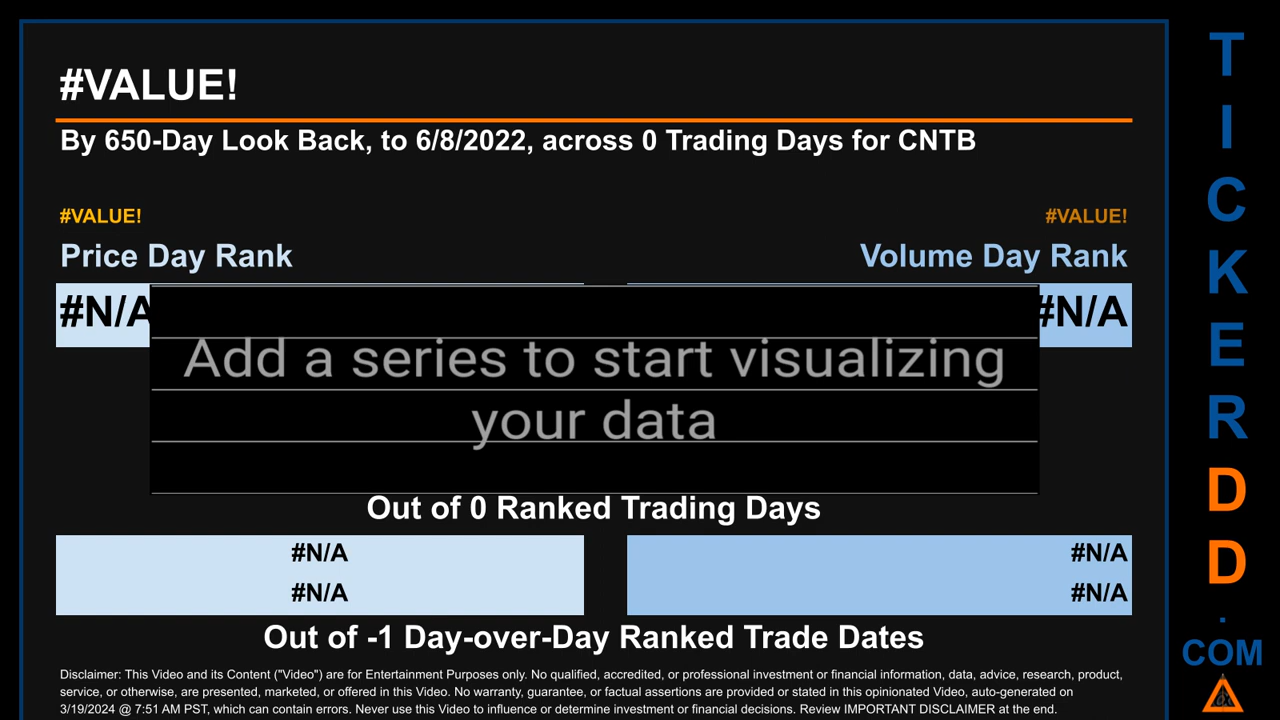 #VALUE!
By 650-Day Look Back, to 6/8/2022, across 0 Trading Days for CNTB
#VALUE! #VALUE!
Price Day Rank Volume Day Rank
#N/A #N/A
Add a series to start visualizing
your data
Out of 0 Ranked Trading Days
#N/A #N/A
#N/A #N/A
Out of -1 Day-over-Day Ranked Trade Dates
Disclaimer: This Video and its Content ("Video") are for Entertainment Purposes only. No qualified, accredited, or professional investment or financial information, data, advice, research, product,
service, or otherwise, are presented, marketed, or offered in this Video. No warranty, guarantee, or factual assertions are provided or stated in this opinionated Video, auto-generated on
3/19/2024 @ 7:51 AM PST, which can contain errors. Never use this Video to influence or determine investment or financial decisions. Review IMPORTANT DISCLAIMER at the end.
T
I
C
K
E
R
D
D
.
COM